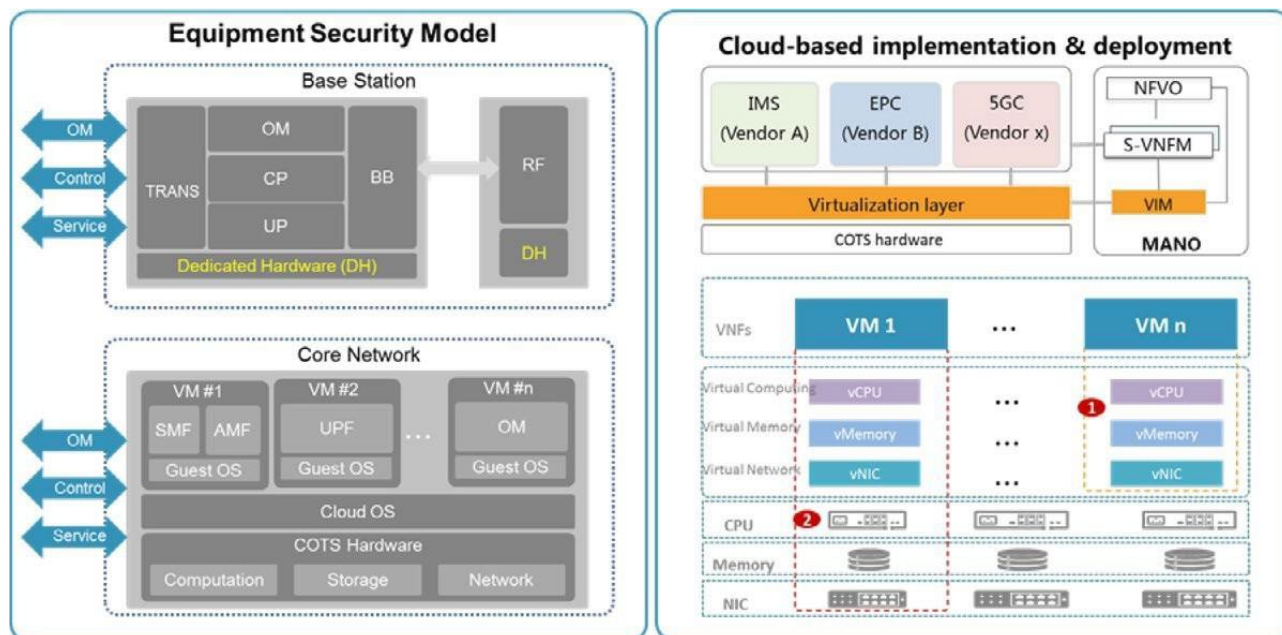 Equipment Security Model
Base Station
OM
Control
Service
TRANS
OM
CP
UP
BB
RF
Dedicated Hardware (DH)
DH
Core Network
OM
Control
Service
VM #1
VM #2
VM #n
SMF
AMF
UPF
...
OM
Guest OS
Guest OS
Guest OS
Cloud OS
COTS Hardware
Computation
Storage
Network
Cloud-based implementation & deployment
IMS
(Vendor A)
EPC
(Vendor B)
5GC
(Vendor x)
NFVO
S-VNFM
Virtualization layer
VIM
COTS hardware
MANO
VNFs
VM 1
...
VM n
Virtual Computing
vCPU
...
1
vCPU
Virtual Memory
vMemory
...
vMemory
Virtual Network
vNIC
...
vNIC
CPU
2
Memory
NIC